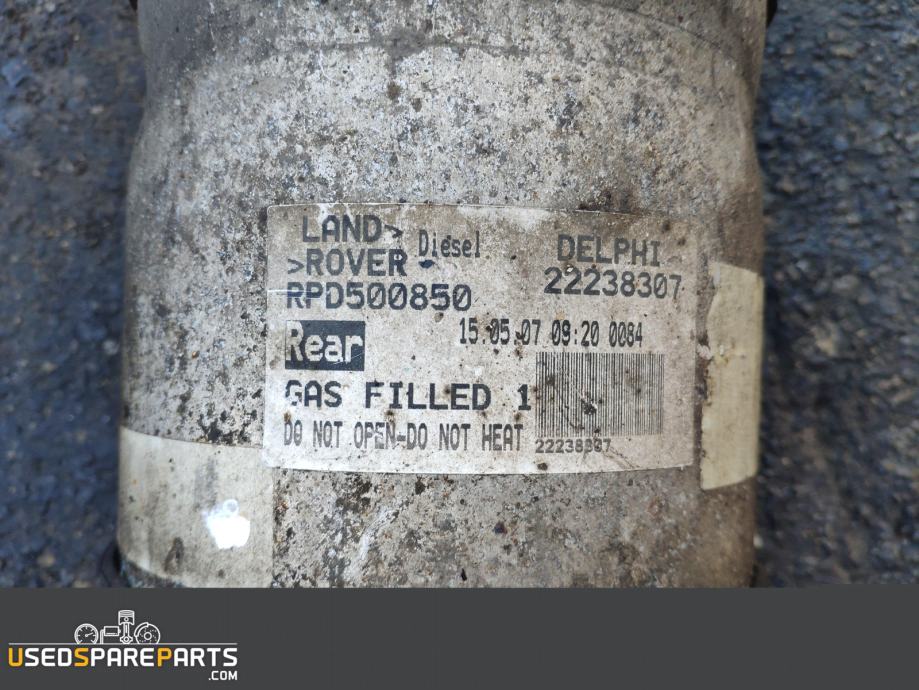 LAND> Diesel
>ROVER
RPD500850
DELPHI
22238307
15.05.07 09:20 0084
Rear
GAS FILLED 1
DO NOT OPEN-DO NOT HEAT
22238307
USEDSPAREPARTS
.COM